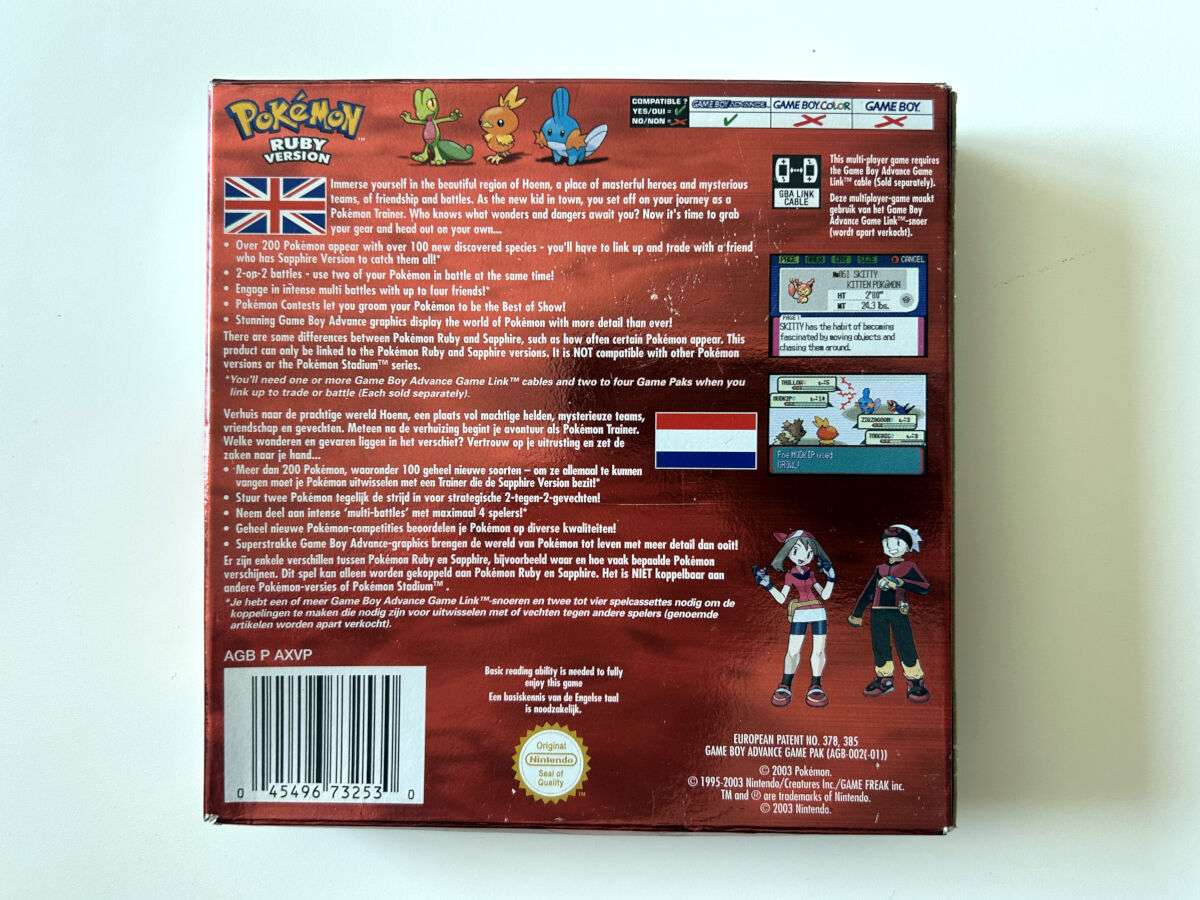 POKéMON™
RUBY
VERSION
COMPATIBLE?
YES/OUI =
NO/NON =
GAME BOY ADVANCE
GAME BOY COLOR
GAME BOY
GBA LINK
CABLE
This multi-player game requires
the Game Boy Advance Game
Link™ cable (Sold separately).
Deze multiplayer-game maakt
gebruik van het Game Boy
Advance Game Link™-snoer
(wordt apart verkocht).
Immerse yourself in the beautiful region of Hoenn, a place of masterful heroes and mysterious
teams, of friendship and battles. As the new kid in town, you set off on your journey as a
Pokémon Trainer. Who knows what wonders and dangers await you? Now it's time to grab
your gear and head out on your own...
• Over 200 Pokémon appear with over 100 new discovered species - you'll have to link up and trade with a friend
who has Sapphire Version to catch them all!*
• 2-on-2 battles - use two of your Pokémon in battle at the same time!
• Engage in intense multi battles with up to four friends!*
• Pokémon Contests let you groom your Pokémon to be the Best of Show!
• Stunning Game Boy Advance graphics display the world of Pokémon with more detail than ever!
There are some differences between Pokémon Ruby and Sapphire, such as how often certain Pokémon appear. This
product can only be linked to the Pokémon Ruby and Sapphire versions. It is NOT compatible with other Pokémon
versions or the Pokémon Stadium™ series.
*You'll need one or more Game Boy Advance Game Link™ cables and two to four Game Paks when you
link up to trade or battle (Each sold separately).
Verhuis naar de prachtige wereld Hoenn, een plaats vol machtige helden, mysterieuze teams,
vriendschap en gevechten. Meteen na de verhuizing begint je avontuur als Pokémon Trainer.
Welke wonderen en gevaren liggen in het verschiet? Vertrouw op je uitrusting en zet de
zaken naar je hand...
• Meer dan 200 Pokémon, waaronder 100 geheel nieuwe soorten – om ze allemaal te kunnen
vangen moet je Pokémon uitwisselen met een Trainer die de Sapphire Version bezit!*
• Stuur twee Pokémon tegelijk de strijd in voor strategische 2-tegen-2-gevechten!
• Neem deel aan intense 'multi-battles' met maximaal 4 spelers!*
• Geheel nieuwe Pokémon-competities beoordelen je Pokémon op diverse kwaliteiten!
• Superstrakke Game Boy Advance-graphics brengen de wereld van Pokémon tot leven met meer detail dan ooit!
Er zijn enkele verschillen tussen Pokémon Ruby en Sapphire, bijvoorbeeld waar en hoe vaak bepaalde Pokémon
verschijnen. Dit spel kan alleen worden gekoppeld aan Pokémon Ruby en Sapphire. Het is NIET koppelbaar aan
andere Pokémon-versies of Pokémon Stadium™.
*Je hebt een of meer Game Boy Advance Game Link™-snoeren en twee tot vier spelcassettes nodig om de
koppelingen te maken die nodig zijn voor uitwisselen met of vechten tegen andere spelers (genoemde
artikelen worden apart verkocht).
PAGE AREA CRY SIZE CANCEL
No061 SKITTY
KITTEN POKéMON
HT 2'00"
WT 24.3 lbs.
PAGE1
SKITTY has the habit of becoming
fascinated by moving objects and
chasing them around.
TAILLOW
MUDKIP
ZIGZAGOON
TORCHIC
Foe MUDKIP used
GROWL!
AGB P AXVP
0 45496 73253 0
Basic reading ability is needed to fully
enjoy this game
Een basiskennis van de Engelse taal
is noodzakelijk.
Original
Nintendo
Seal of
Quality
TM
EUROPEAN PATENT NO. 378, 385
GAME BOY ADVANCE GAME PAK (AGB-002(-01))
© 2003 Pokémon.
© 1995-2003 Nintendo/Creatures Inc./GAME FREAK inc.
TM and ® are trademarks of Nintendo.
© 2003 Nintendo.